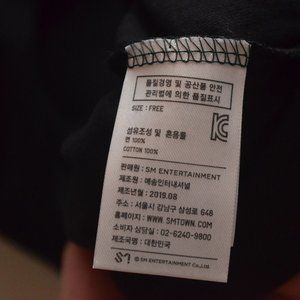 품질경영 및 공산품 안전
관리법에 의한 품질표시
SIZE : FREE
섬유조성 및 혼용률
면 100%
COTTON 100%
판매원 : SM ENTERTAINMENT
제조원 : 예송인터내셔널
제조년월 : 2019.08
주소 : 서울시 강남구 삼성로 648
홈페이지 : WWW.SMTOWN.COM
소비자 상담 : 02-6240-9800
제조국명 : 대한민국
SM © SM ENTERTAINMENT Co.,Ltd.